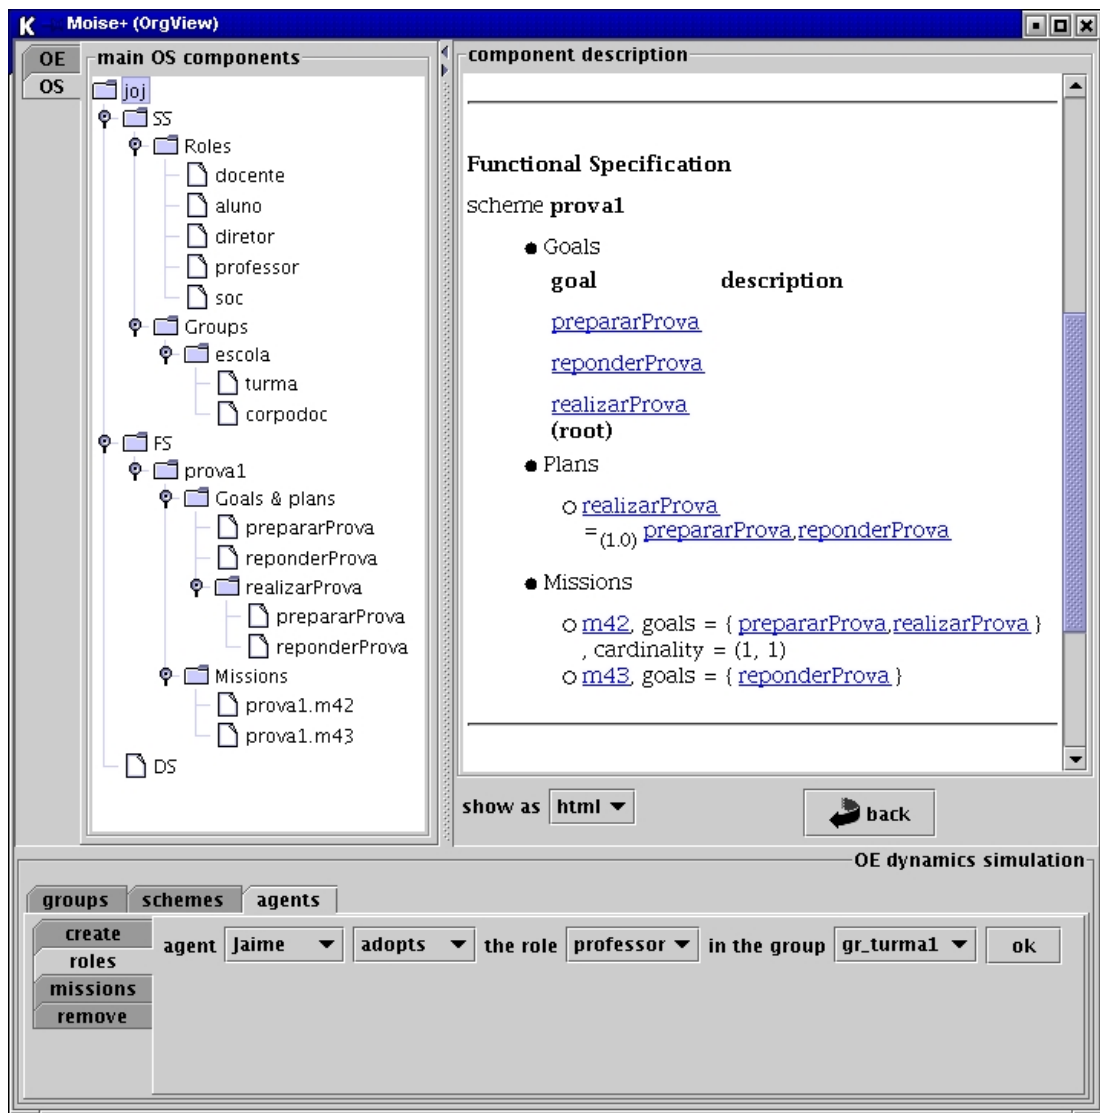 Moise+ (OrgView)
OE
OS
main OS components
joj
SS
Roles
docente
aluno
diretor
professor
soc
Groups
escola
turma
corpodoc
FS
prova1
Goals & plans
prepararProva
reponderProva
realizarProva
prepararProva
reponderProva
Missions
prova1.m42
prova1.m43
DS
component description
Functional Specification
scheme prova1
Goals
goal description
prepararProva
reponderProva
realizarProva
(root)
Plans
realizarProva
=(1.0) prepararProva,reponderProva
Missions
m42, goals = { prepararProva,realizarProva }
, cardinality = (1, 1)
m43, goals = { reponderProva }
show as html back
OE dynamics simulation
groups schemes agents
create
roles
missions
remove
agent Jaime adopts the role professor in the group gr_turma1 ok